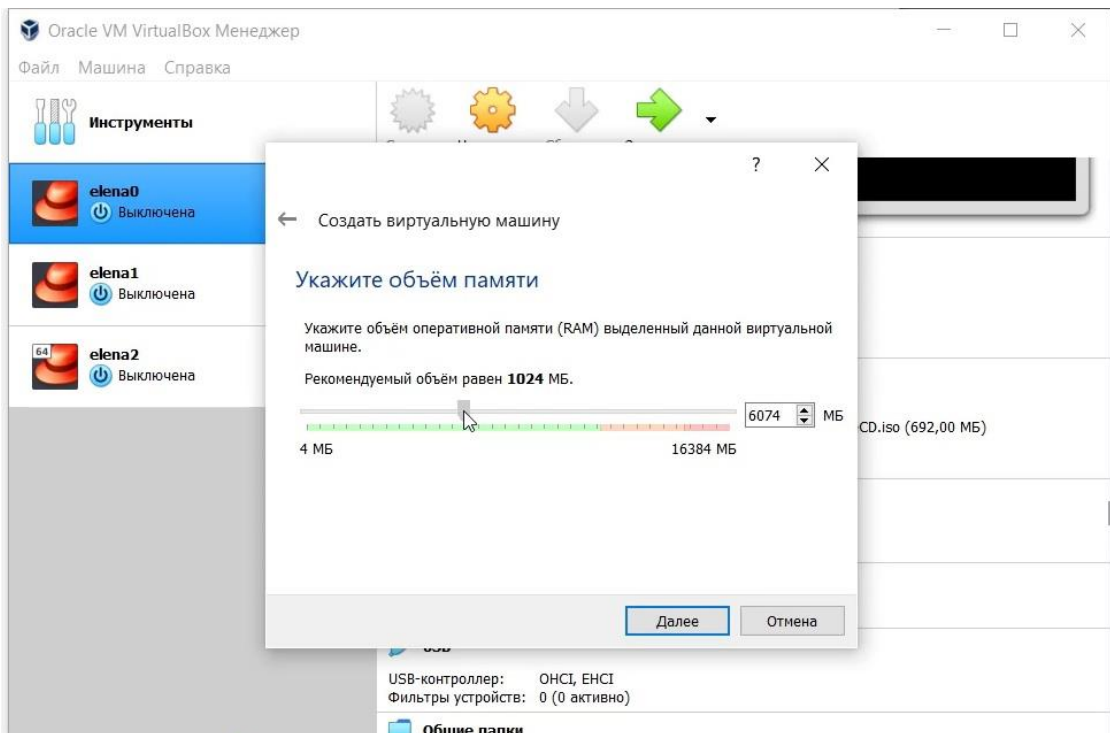 Oracle VM VirtualBox Менеджер
Файл Машина Справка
Инструменты
elena0
Выключена
elena1
Выключена
64
elena2
Выключена
?
Создать виртуальную машину
Укажите объём памяти
Укажите объём оперативной памяти (RAM) выделенный данной виртуальной
машине.
Рекомендуемый объём равен 1024 МБ.
6074 МБ
4 МБ 16384 МБ
Далее Отмена
-CD.iso (692,00 МБ)
USB
USB-контроллер: OHCI, EHCI
Фильтры устройств: 0 (0 активно)
Общие папки